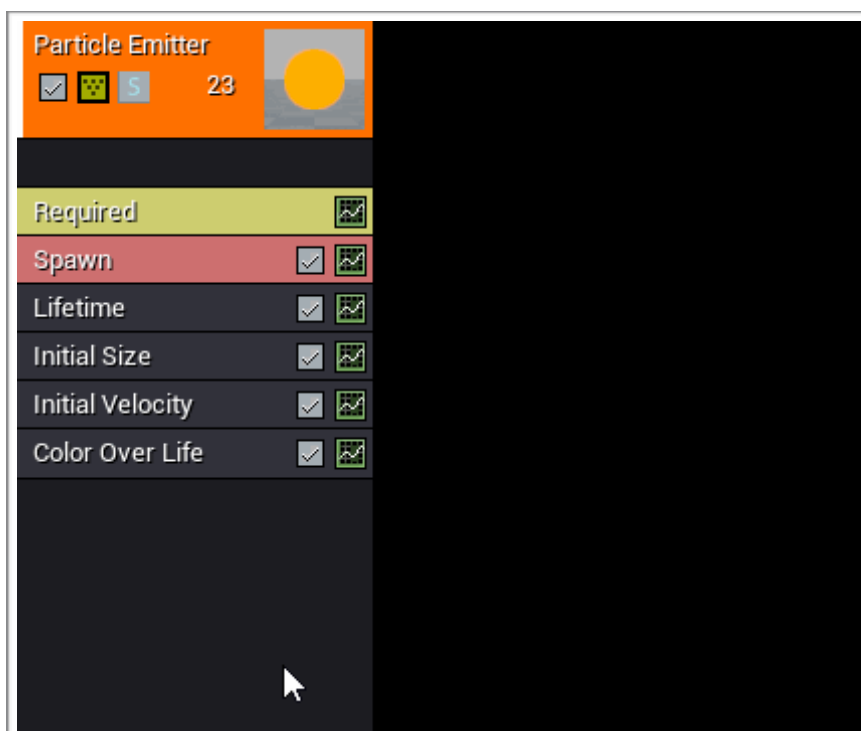 Particle Emitter
S 23
Required
Spawn
Lifetime
Initial Size
Initial Velocity
Color Over Life